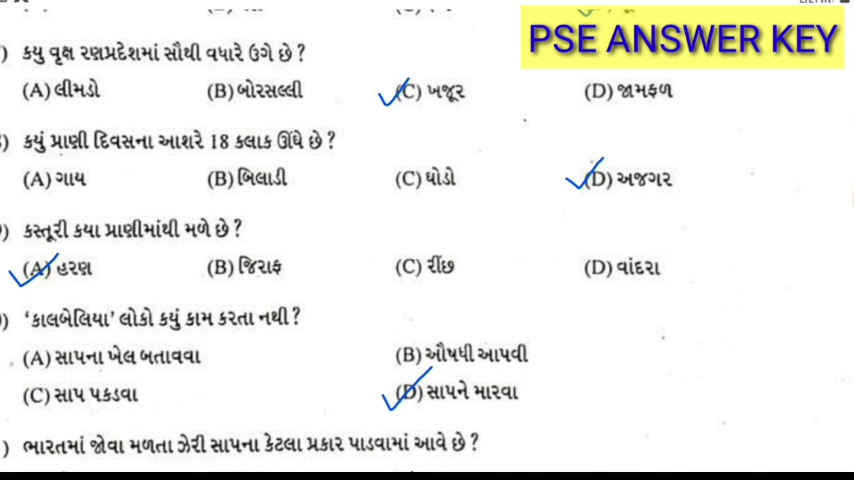 PSE ANSWER KEY
) કયુ વૃક્ષ રણપ્રદેશમાં સૌથી વધારે ઉગે છે ?
(A) લીમડો (B) બોરસલ્લી (C) ખજૂર (D) જામફળ
) કયું પ્રાણી દિવસના આશરે 18 કલાક ઊંઘે છે ?
(A) ગાય (B) બિલાડી (C) ઘોડો (D) અજગર
) કસ્તૂરી કયા પ્રાણીમાંથી મળે છે ?
(A) હરણ (B) જિરાફ (C) રીંછ (D) વાંદરા
) ‘કાલબેલિયા’ લોકો કયું કામ કરતા નથી ?
(A) સાપના ખેલ બતાવવા (B) ઔષધી આપવી
(C) સાપ પકડવા (D) સાપને મારવા
) ભારતમાં જોવા મળતા ઝેરી સાપના કેટલા પ્રકાર પાડવામાં આવે છે ?